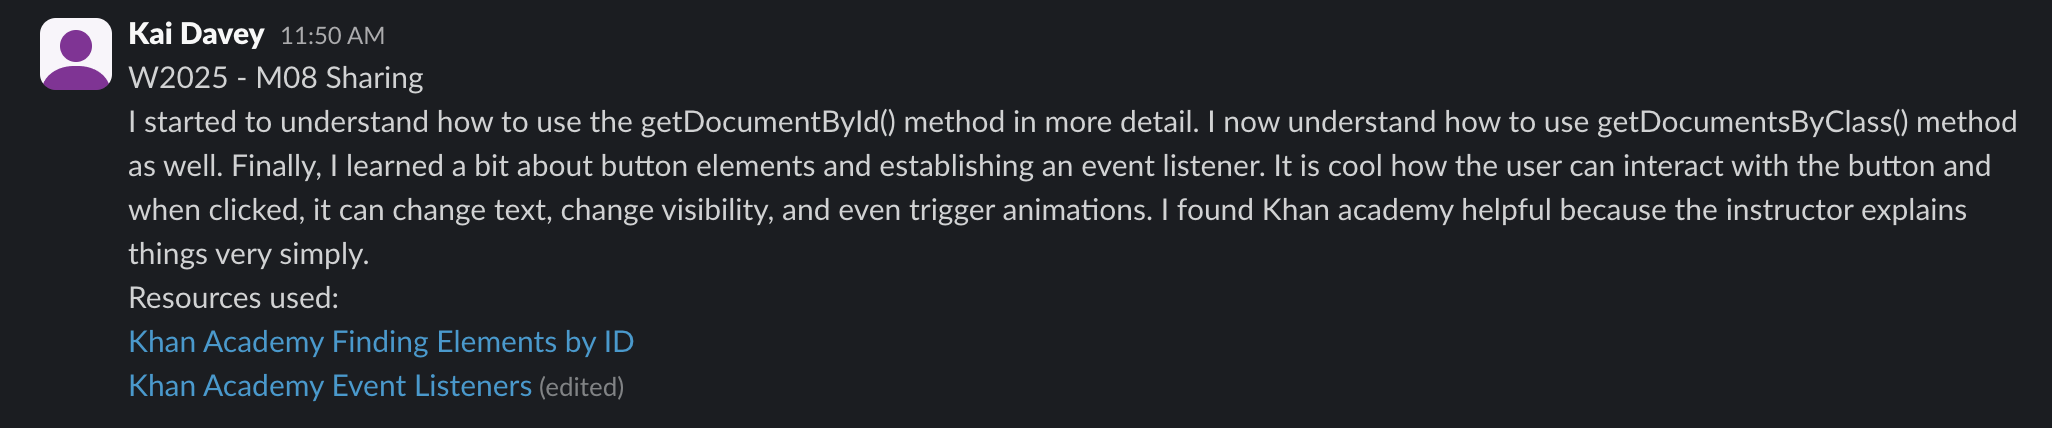 Kai Davey 11:50 AM
W2025 - M08 Sharing
I started to understand how to use the getDocumentById() method in more detail. I now understand how to use getDocumentsByClass() method
as well. Finally, I learned a bit about button elements and establishing an event listener. It is cool how the user can interact with the button and
when clicked, it can change text, change visibility, and even trigger animations. I found Khan academy helpful because the instructor explains
things very simply.
Resources used:
Khan Academy Finding Elements by ID
Khan Academy Event Listeners (edited)